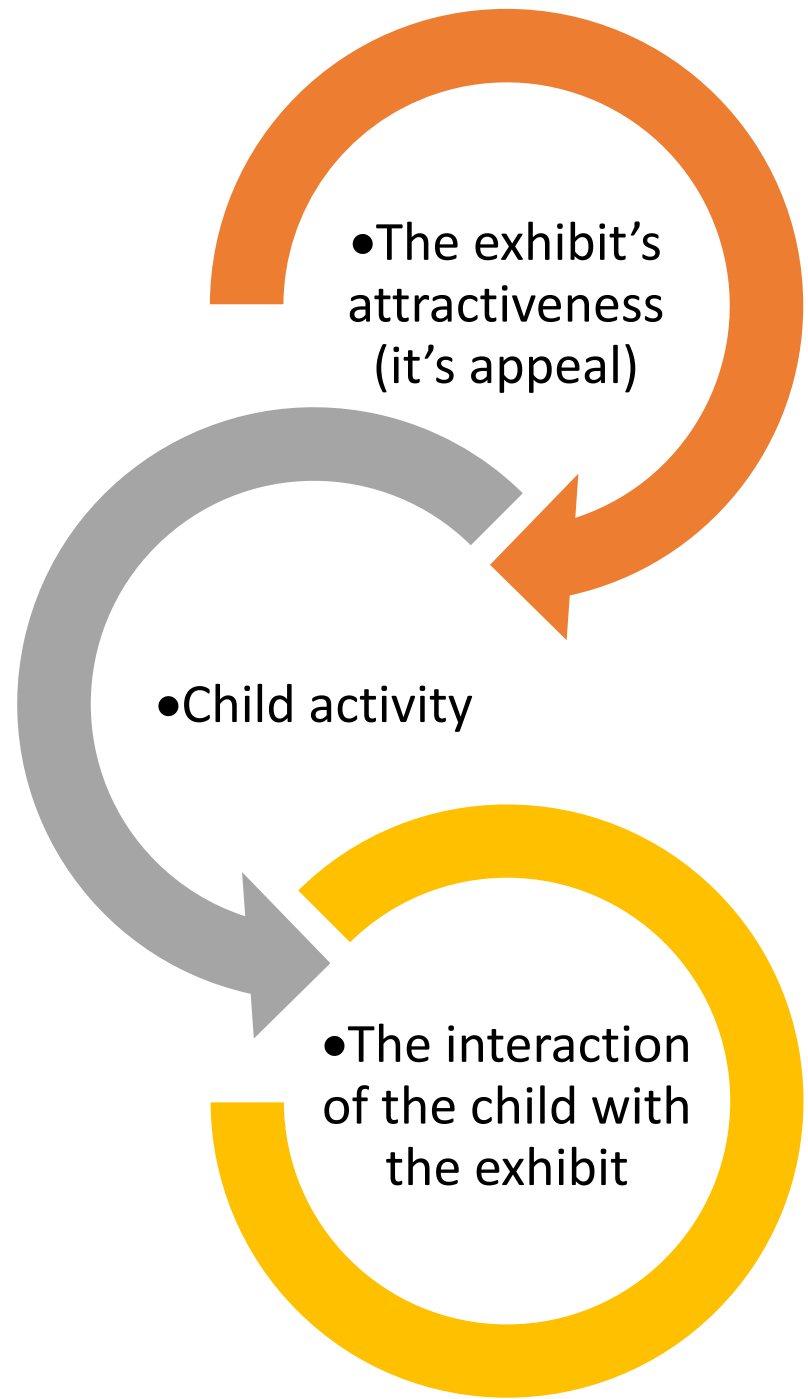 •The exhibit’s
attractiveness
(it’s appeal)
•Child activity
•The interaction
of the child with
the exhibit